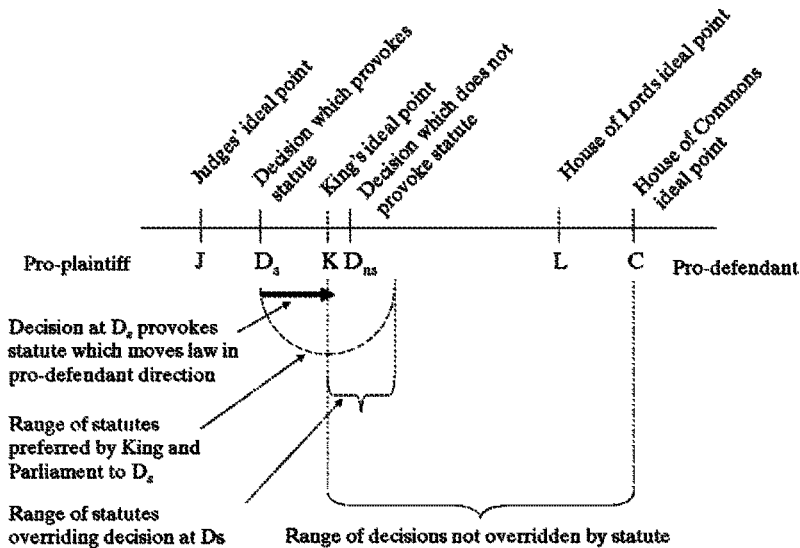 Judges' ideal point
Decision which provokes
statute
King's ideal point
Decision which does not
provoke statute
House of Lords ideal point
House of Commons
ideal point
Pro-plaintiff
J
Dₛ
K
Dₙₛ
L
C
Pro-defendant
Decision at Dₛ provokes
statute which moves law in
pro-defendant direction
Range of statutes
preferred by King and
Parliament to Dₛ
Range of statutes
overriding decision at Ds
Range of decisions not overridden by statute